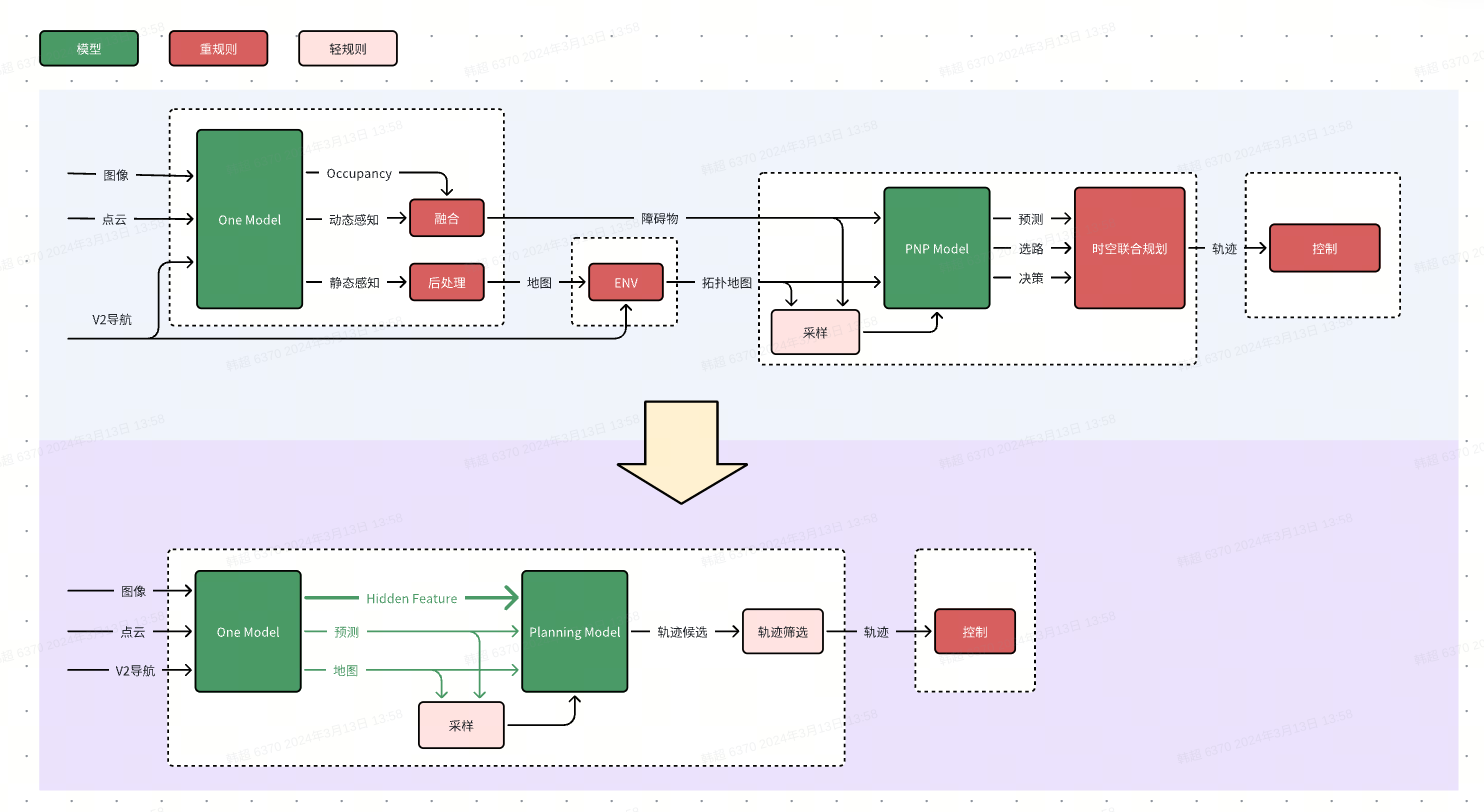 模型
重规则
轻规则
图像
点云
V2导航
One Model
Occupancy
动态感知
静态感知
融合
后处理
地图
ENV
障碍物
拓扑地图
采样
PNP Model
预测
选路
决策
时空联合规划
轨迹
控制
图像
点云
V2导航
One Model
Hidden Feature
预测
地图
采样
Planning Model
轨迹候选
轨迹筛选
轨迹
控制
韩超 6370 2024年3月13日 13:58